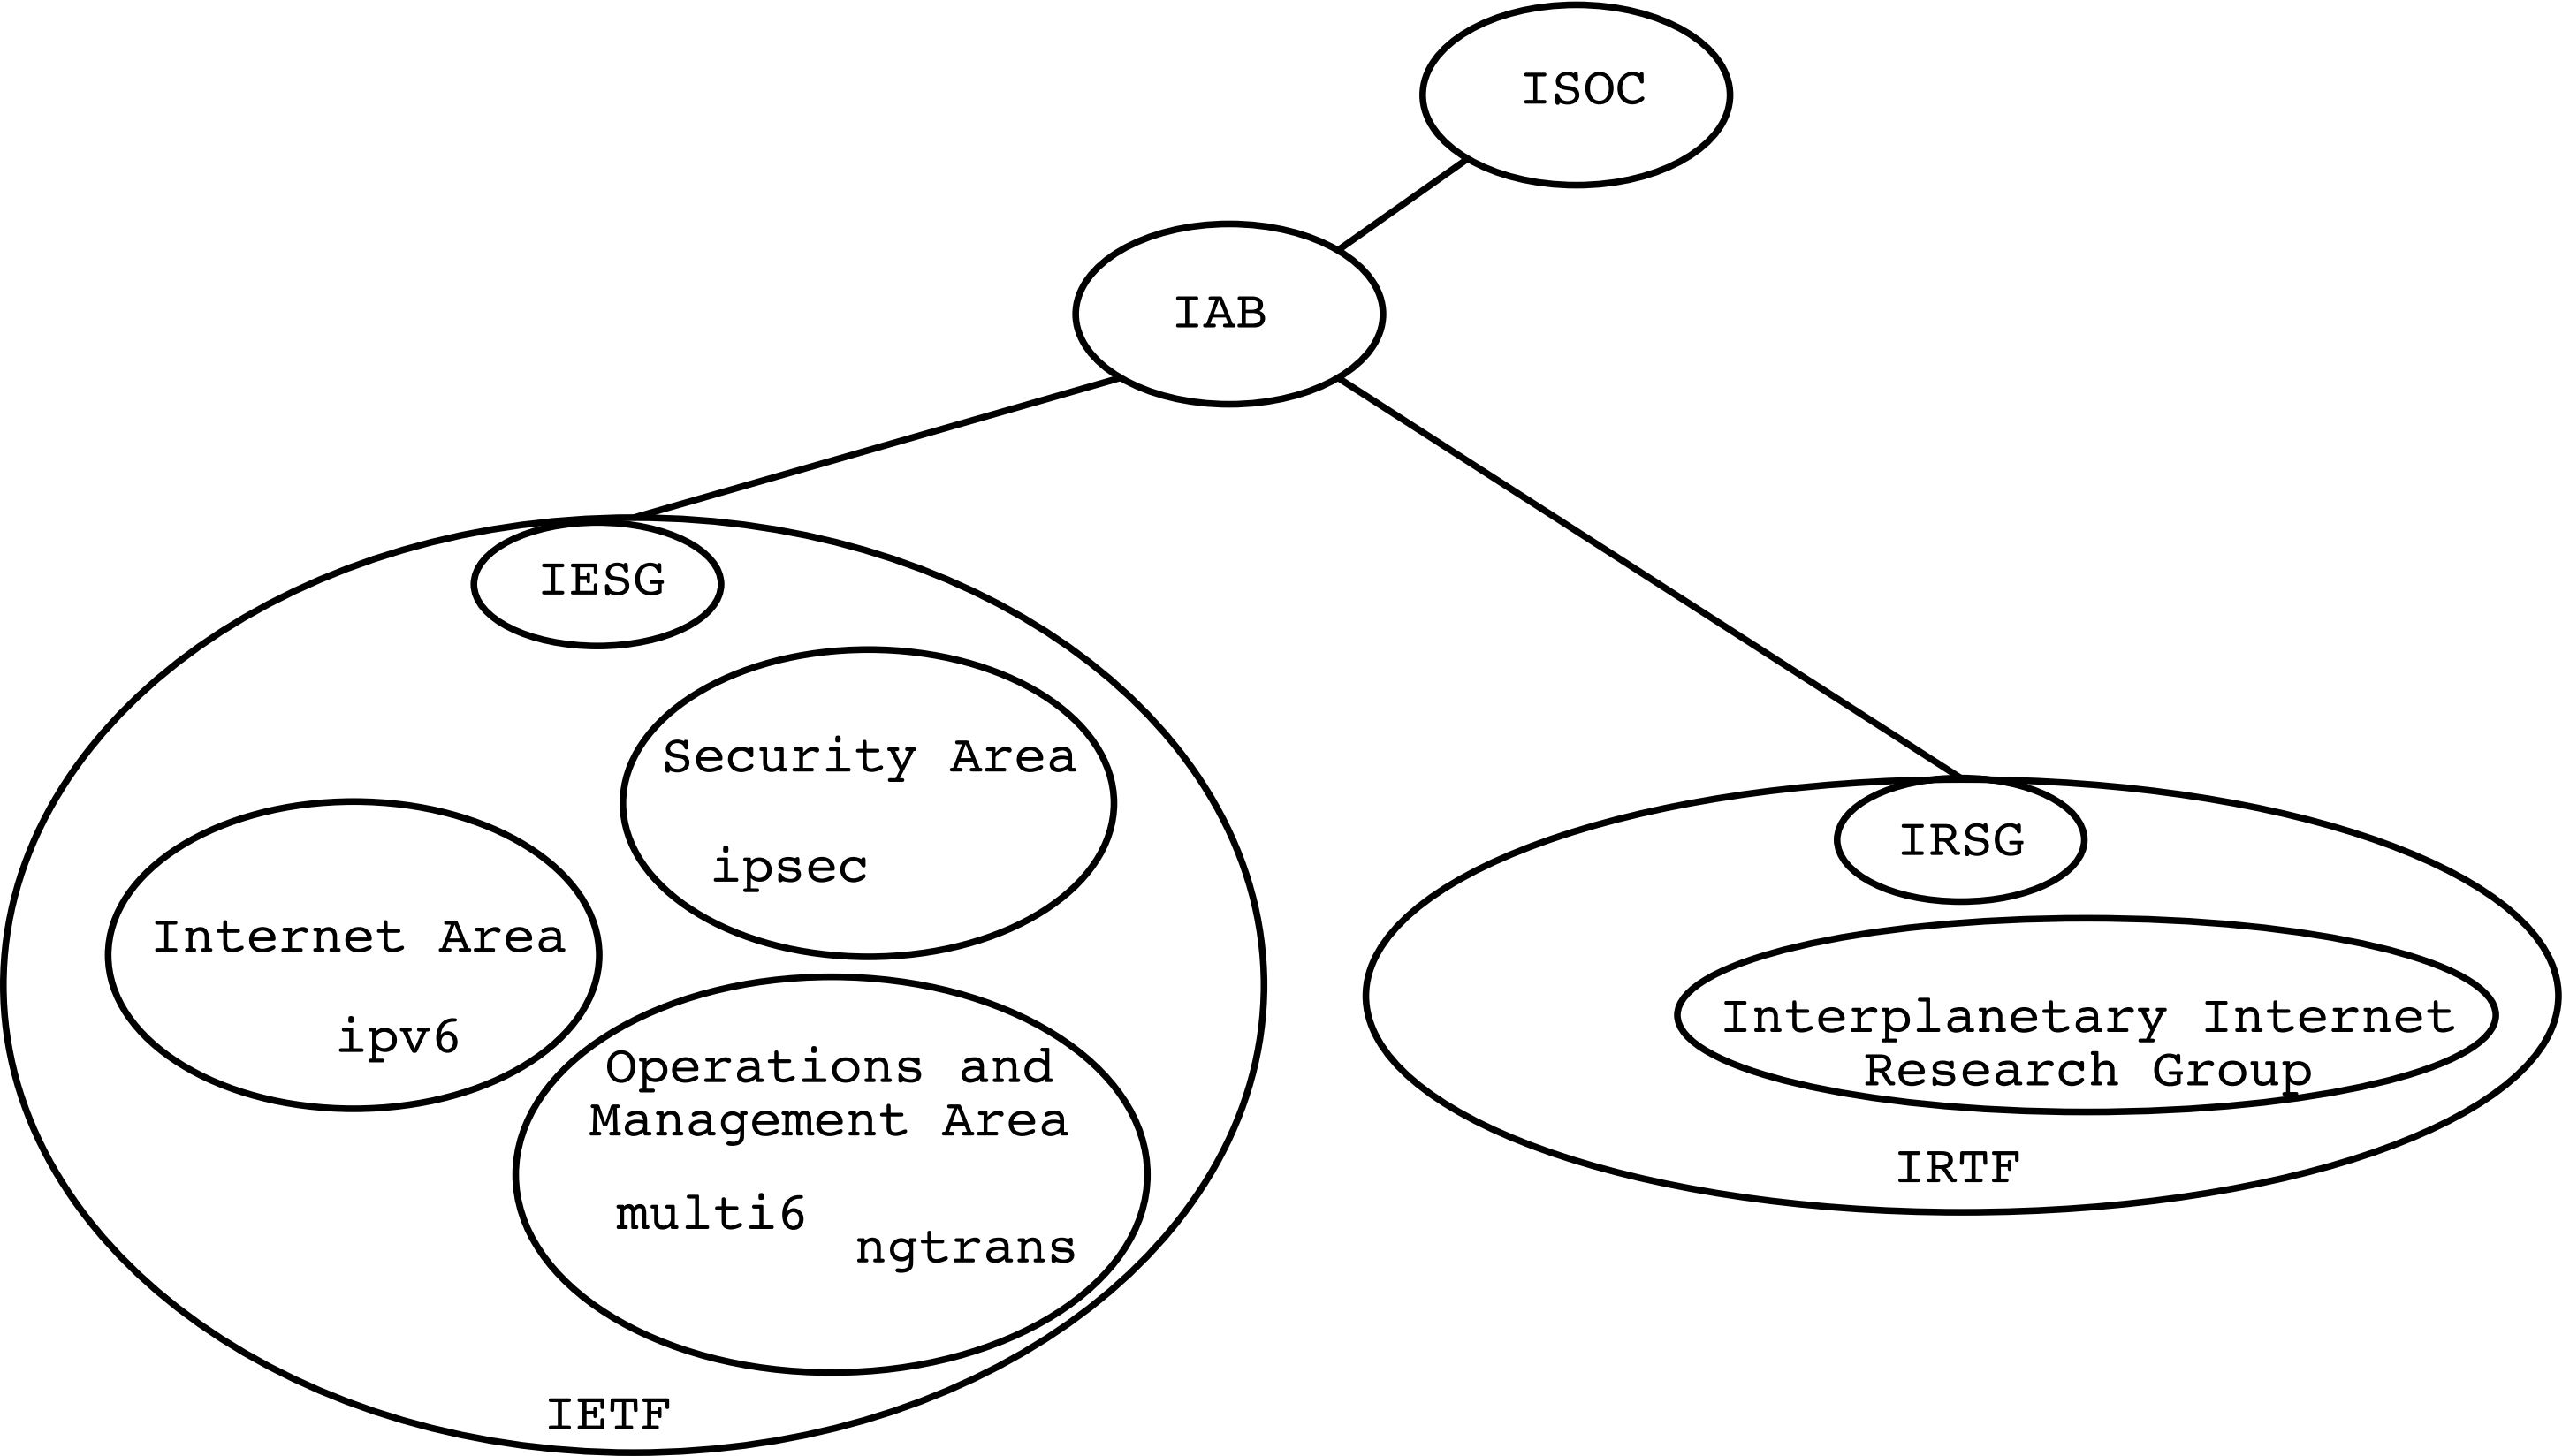 ISOC
IAB
IESG
Security Area
ipsec
Internet Area
ipv6
Operations and
Management Area
multi6
ngtrans
IETF
IRSG
Interplanetary Internet
Research Group
IRTF